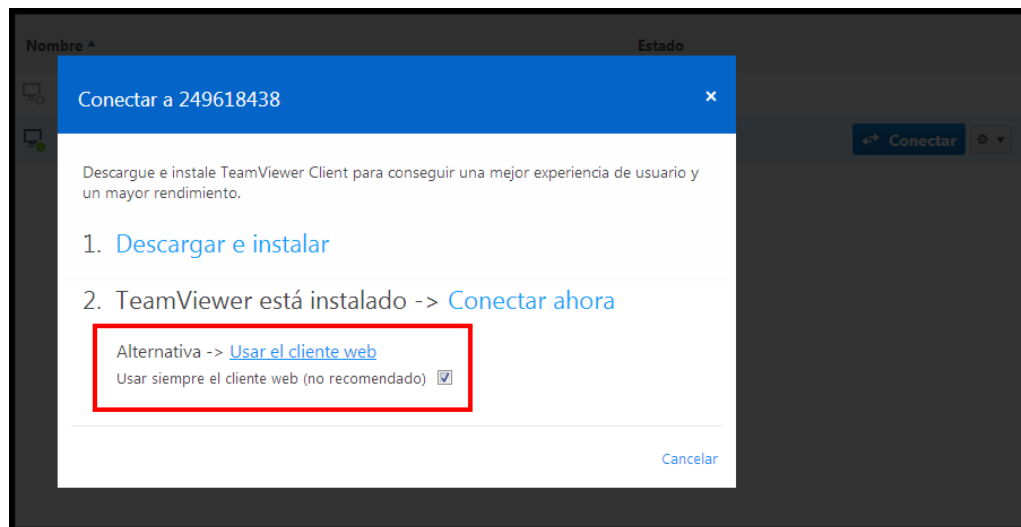 Nombre
Estado
Conectar a 249618438
×
Conectar
Descargue e instale TeamViewer Client para conseguir una mejor experiencia de usuario y
un mayor rendimiento.
1. Descargar e instalar
2. TeamViewer está instalado -> Conectar ahora
Alternativa -> Usar el cliente web
Usar siempre el cliente web (no recomendado)
Cancelar